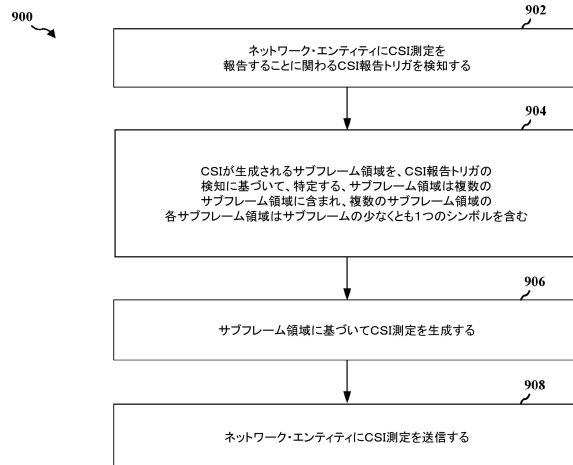 900
902
ネットワーク・エンティティにCSI測定を
報告することに関わるCSI報告トリガを検知する
904
CSIが生成されるサブフレーム領域を、CSI報告トリガの
検知に基づいて、特定する、サブフレーム領域は複数の
サブフレーム領域に含まれ、複数のサブフレーム領域の
各サブフレーム領域はサブフレームの少なくとも1つのシンボルを含む
906
サブフレーム領域に基づいてCSI測定を生成する
908
ネットワーク・エンティティにCSI測定を送信する